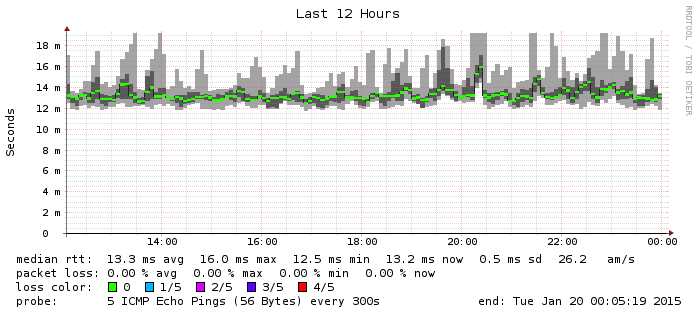 Last 12 Hours
RRDTOOL / TOBI OETIKER
Seconds
18 m
16 m
14 m
12 m
10 m
8 m
6 m
4 m
2 m
0
14:00 16:00 18:00 20:00 22:00 00:00
median rtt: 13.3 ms avg 16.0 ms max 12.5 ms min 13.2 ms now 0.5 ms sd 26.2 am/s
packet loss: 0.00 % avg 0.00 % max 0.00 % min 0.00 % now
loss color: 0 1/5 2/5 3/5 4/5
probe: 5 ICMP Echo Pings (56 Bytes) every 300s end: Tue Jan 20 00:05:19 2015